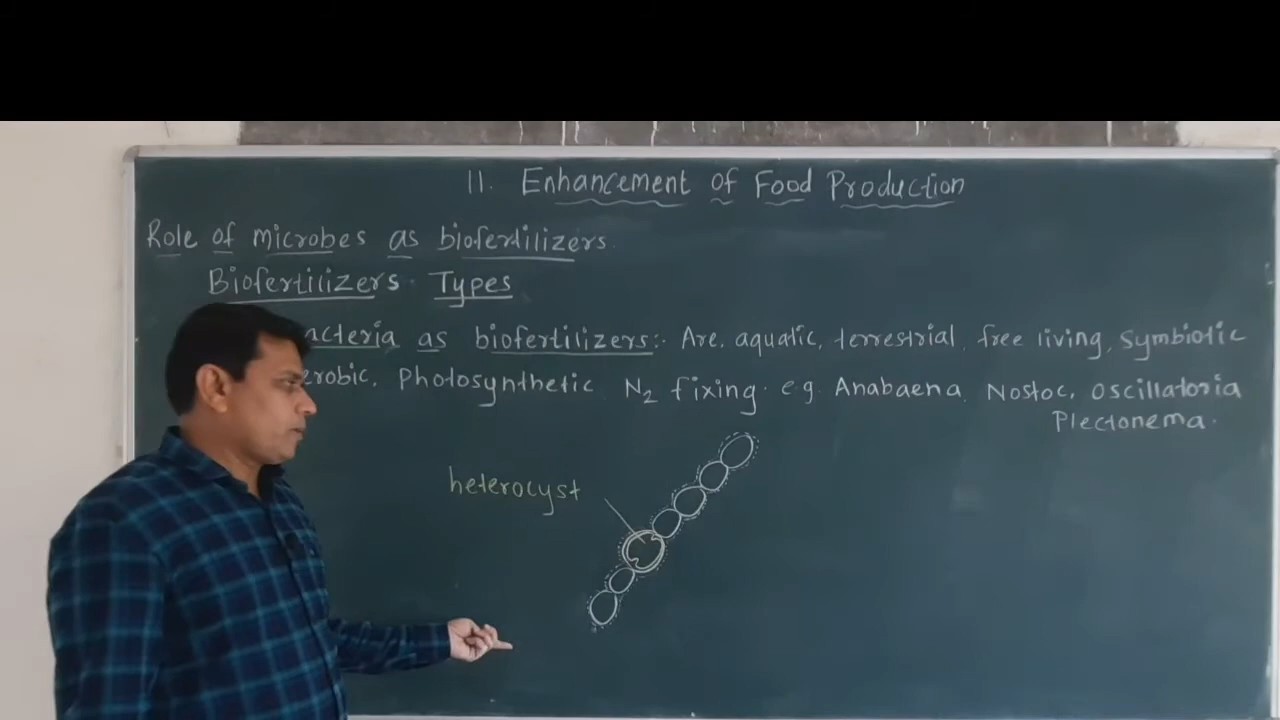 11. Enhancement of Food Production
Role of microbes as biofertilizers.
Biofertilizers. Types
acteria as biofertilizers:. Are, aquatic, terrestrial, free living, Symbiotic
erobic, Photosynthetic N2 fixing. e.g. Anabaena, Nostoc, Oscillatoria
Plectonema.
heterocyst